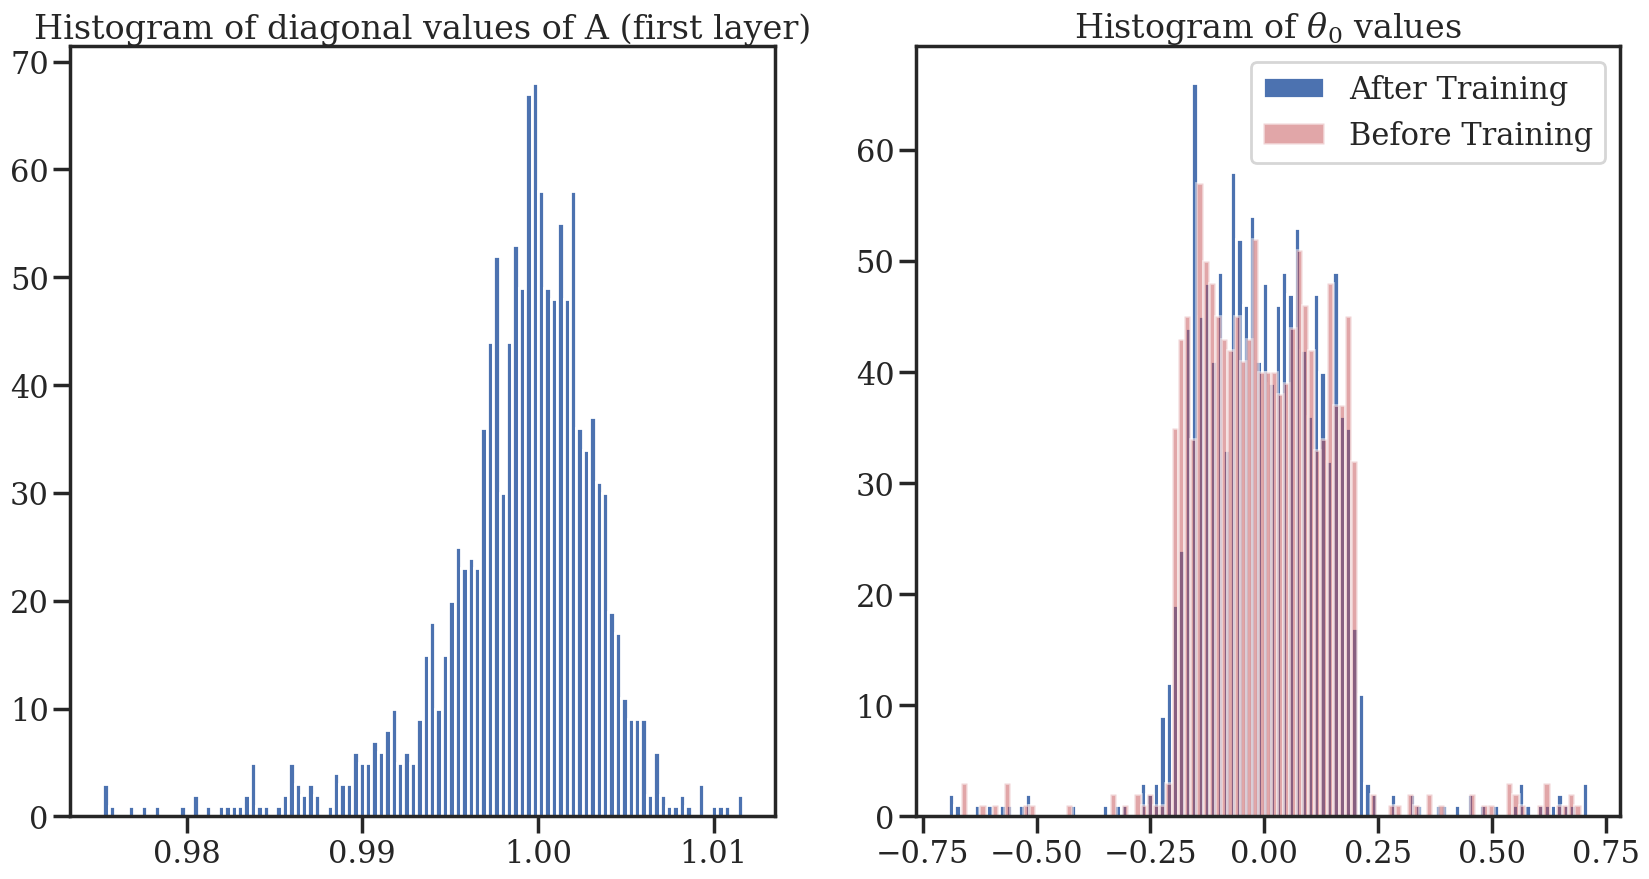 Histogram of diagonal values of A (first layer)
70
60
50
40
30
20
10
0
0.98 0.99 1.00 1.01
Histogram of θ₀ values
After Training
Before Training
60
50
40
30
20
10
0
−0.75 −0.50 −0.25 0.00 0.25 0.50 0.75